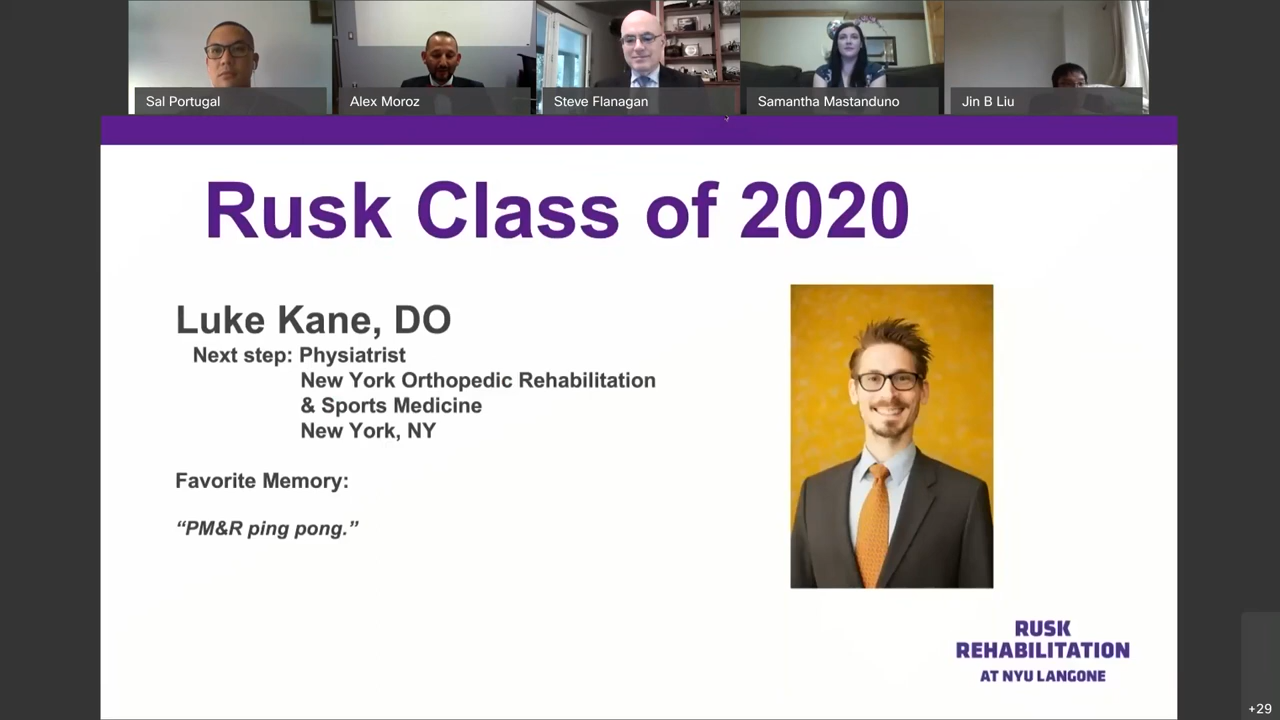 Sal Portugal
Alex Moroz
Steve Flanagan
Samantha Mastanduno
Jin B Liu
Rusk Class of 2020
Luke Kane, DO
Next step: Physiatrist
New York Orthopedic Rehabilitation
& Sports Medicine
New York, NY
Favorite Memory:
“PM&R ping pong.”
RUSK
REHABILITATION
AT NYU LANGONE
+29